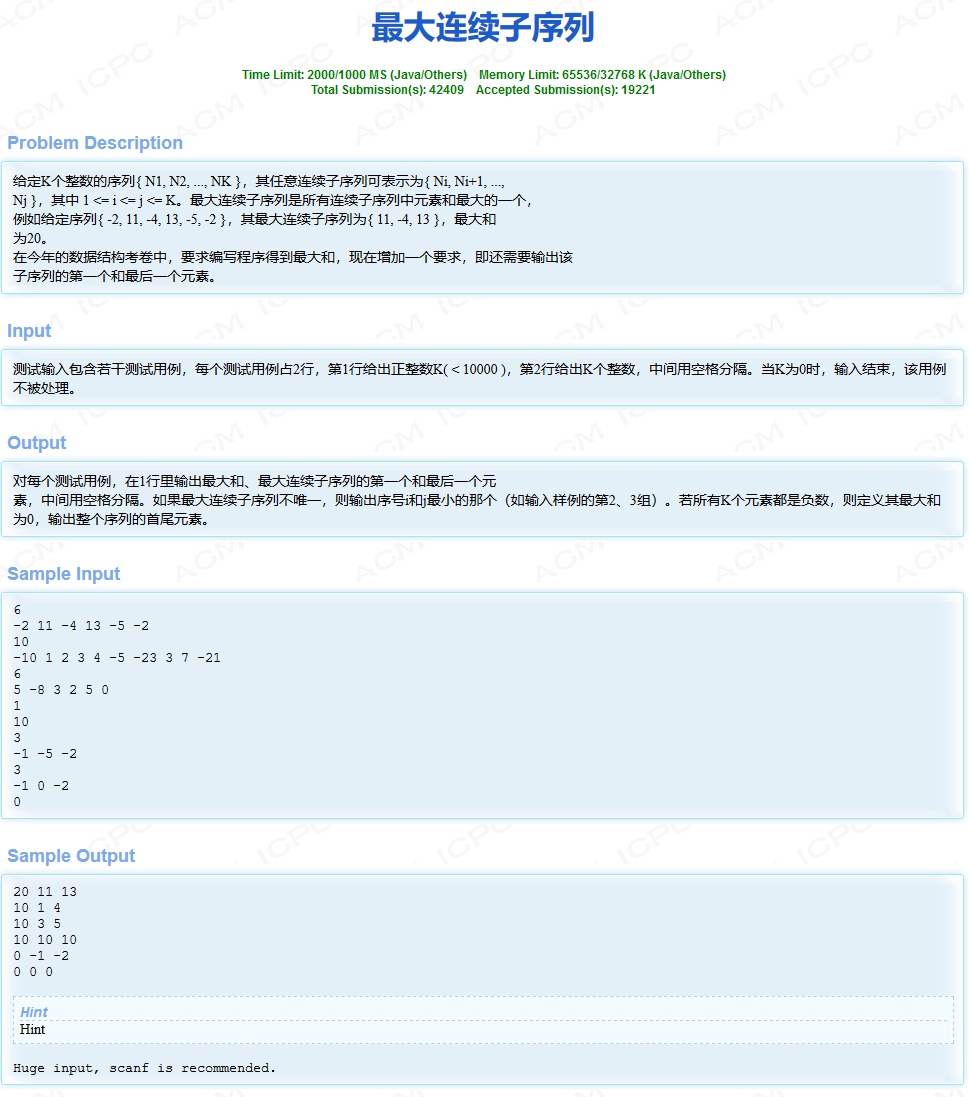 最大连续子序列
Time Limit: 2000/1000 MS (Java/Others)    Memory Limit: 65536/32768 K (Java/Others)
Total Submission(s): 42409    Accepted Submission(s): 19221
Problem Description
给定K个整数的序列{ N1, N2, ..., NK }，其任意连续子序列可表示为{ Ni, Ni+1, ...,
Nj }，其中 1 <= i <= j <= K。最大连续子序列是所有连续子序列中元素和最大的一个，
例如给定序列{ -2, 11, -4, 13, -5, -2 }，其最大连续子序列为{ 11, -4, 13 }，最大和
为20。
在今年的数据结构考卷中，要求编写程序得到最大和，现在增加一个要求，即还需要输出该
子序列的第一个和最后一个元素。
Input
测试输入包含若干测试用例，每个测试用例占2行，第1行给出正整数K( < 10000 )，第2行给出K个整数，中间用空格分隔。当K为0时，输入结束，该用例
不被处理。
Output
对每个测试用例，在1行里输出最大和、最大连续子序列的第一个和最后一个元
素，中间用空格分隔。如果最大连续子序列不唯一，则输出序号i和j最小的那个（如输入样例的第2、3组）。若所有K个元素都是负数，则定义其最大和
为0，输出整个序列的首尾元素。
Sample Input
6
-2 11 -4 13 -5 -2
10
-10 1 2 3 4 -5 -23 3 7 -21
6
5 -8 3 2 5 0
1
10
3
-1 -5 -2
3
-1 0 -2
0
Sample Output
20 11 13
10 1 4
10 3 5
10 10 10
0 -1 -2
0 0 0
Hint
Hint
Huge input, scanf is recommended.